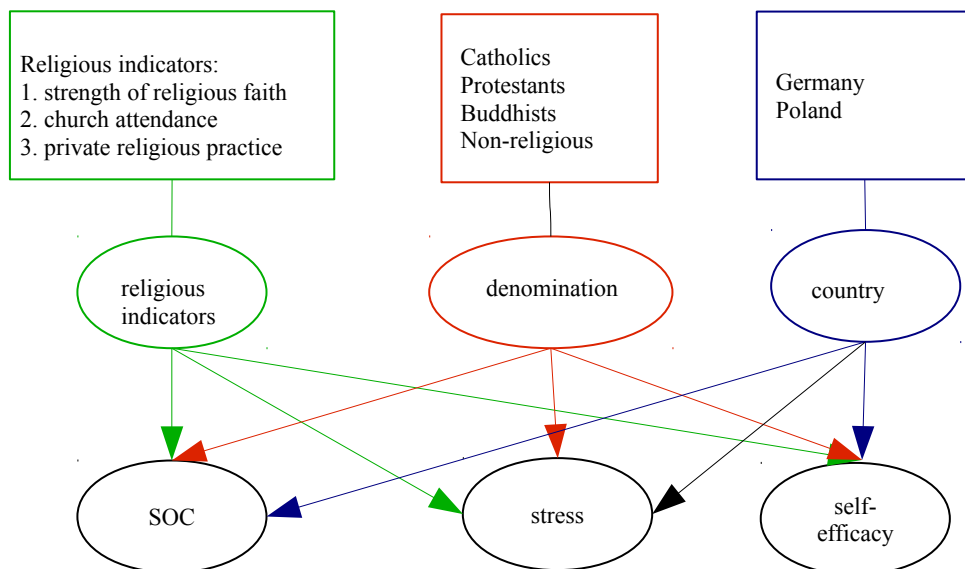 Religious indicators:
1. strength of religious faith
2. church attendance
3. private religious practice
Catholics
Protestants
Buddhists
Non-religious
Germany
Poland
religious
indicators
denomination
country
SOC
stress
self-
efficacy